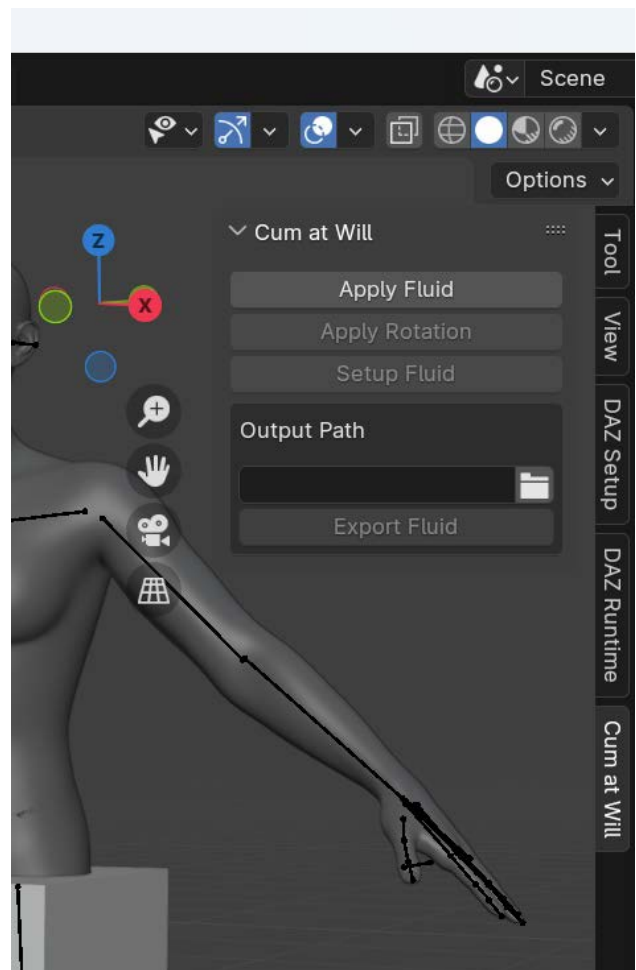 Scene
Options
Cum at Will
Apply Fluid
Apply Rotation
Setup Fluid
Output Path
Export Fluid
Z
X
Tool
View
DAZ Setup
DAZ Runtime
Cum at Will